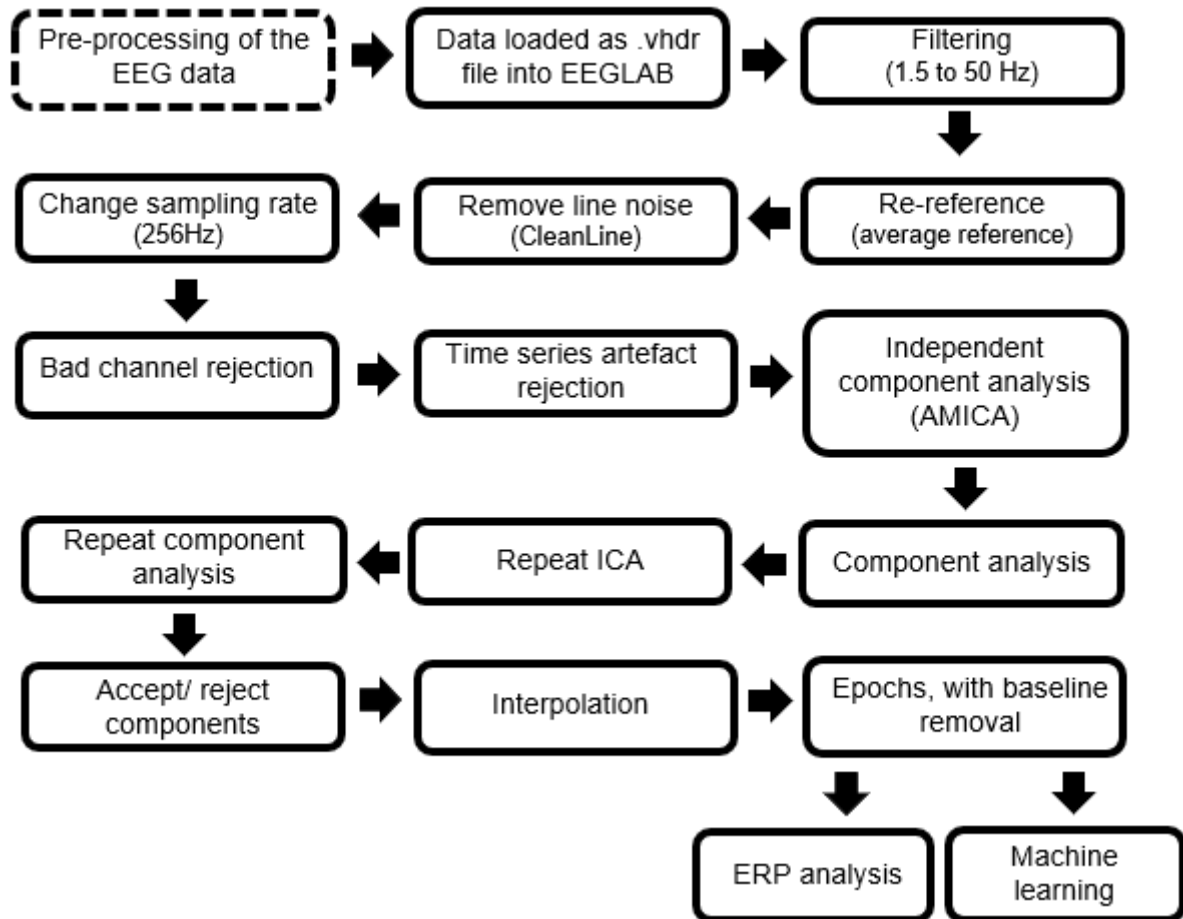 Pre-processing of the
EEG data
Data loaded as .vhdr
file into EEGLAB
Filtering
(1.5 to 50 Hz)
Change sampling rate
(256Hz)
Remove line noise
(CleanLine)
Re-reference
(average reference)
Bad channel rejection
Time series artefact
rejection
Independent
component analysis
(AMICA)
Repeat component
analysis
Repeat ICA
Component analysis
Accept/ reject
components
Interpolation
Epochs, with baseline
removal
ERP analysis
Machine
learning